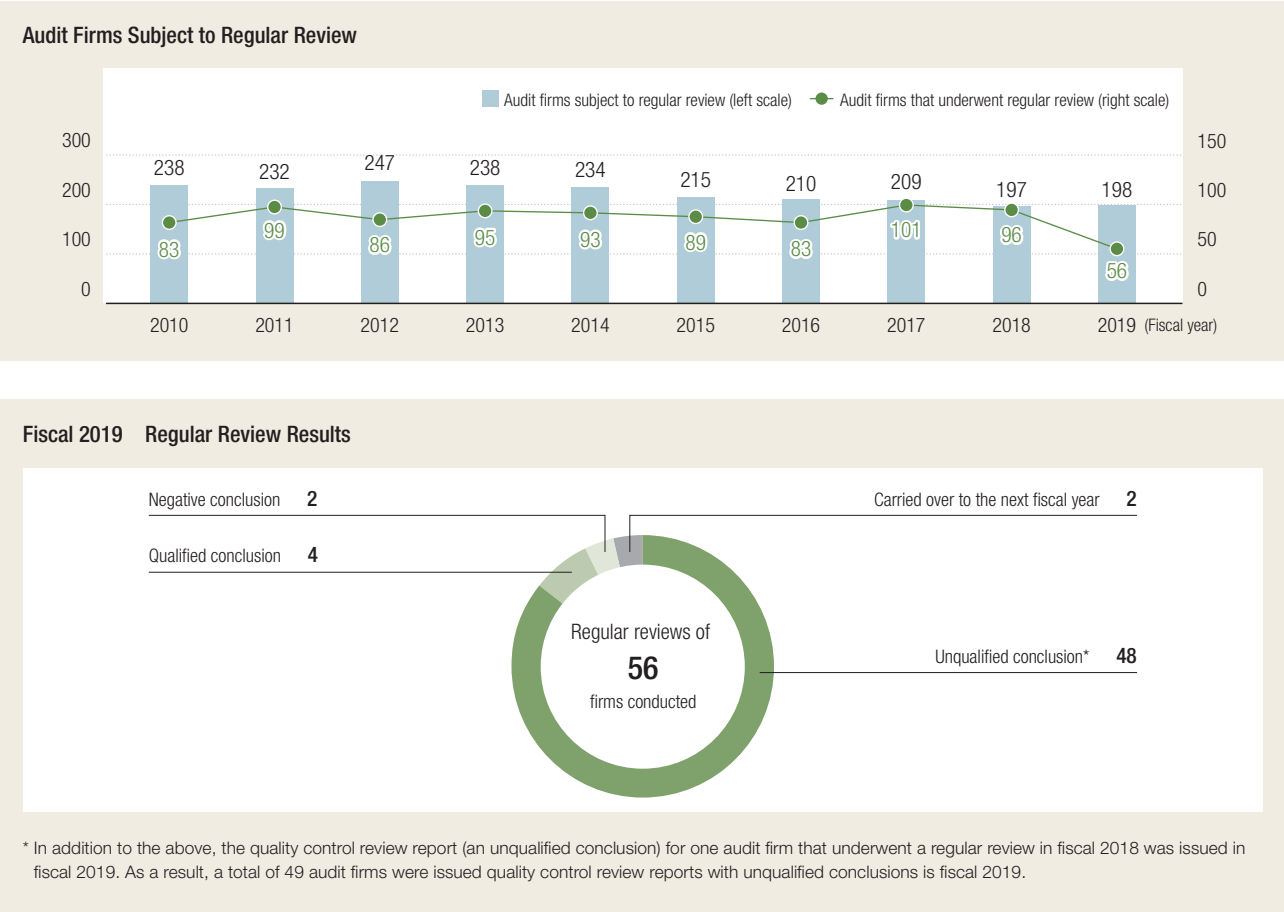 Audit Firms Subject to Regular Review
Audit firms subject to regular review (left scale)
Audit firms that underwent regular review (right scale)
300
200
100
0
150
100
50
0
238
232
247
238
234
215
210
209
197
198
83
99
86
95
93
89
83
101
96
56
2010
2011
2012
2013
2014
2015
2016
2017
2018
2019 (Fiscal year)
Fiscal 2019 Regular Review Results
Negative conclusion 2
Carried over to the next fiscal year 2
Qualified conclusion 4
Regular reviews of
56
firms conducted
Unqualified conclusion* 48
* In addition to the above, the quality control review report (an unqualified conclusion) for one audit firm that underwent a regular review in fiscal 2018 was issued in
fiscal 2019. As a result, a total of 49 audit firms were issued quality control review reports with unqualified conclusions is fiscal 2019.